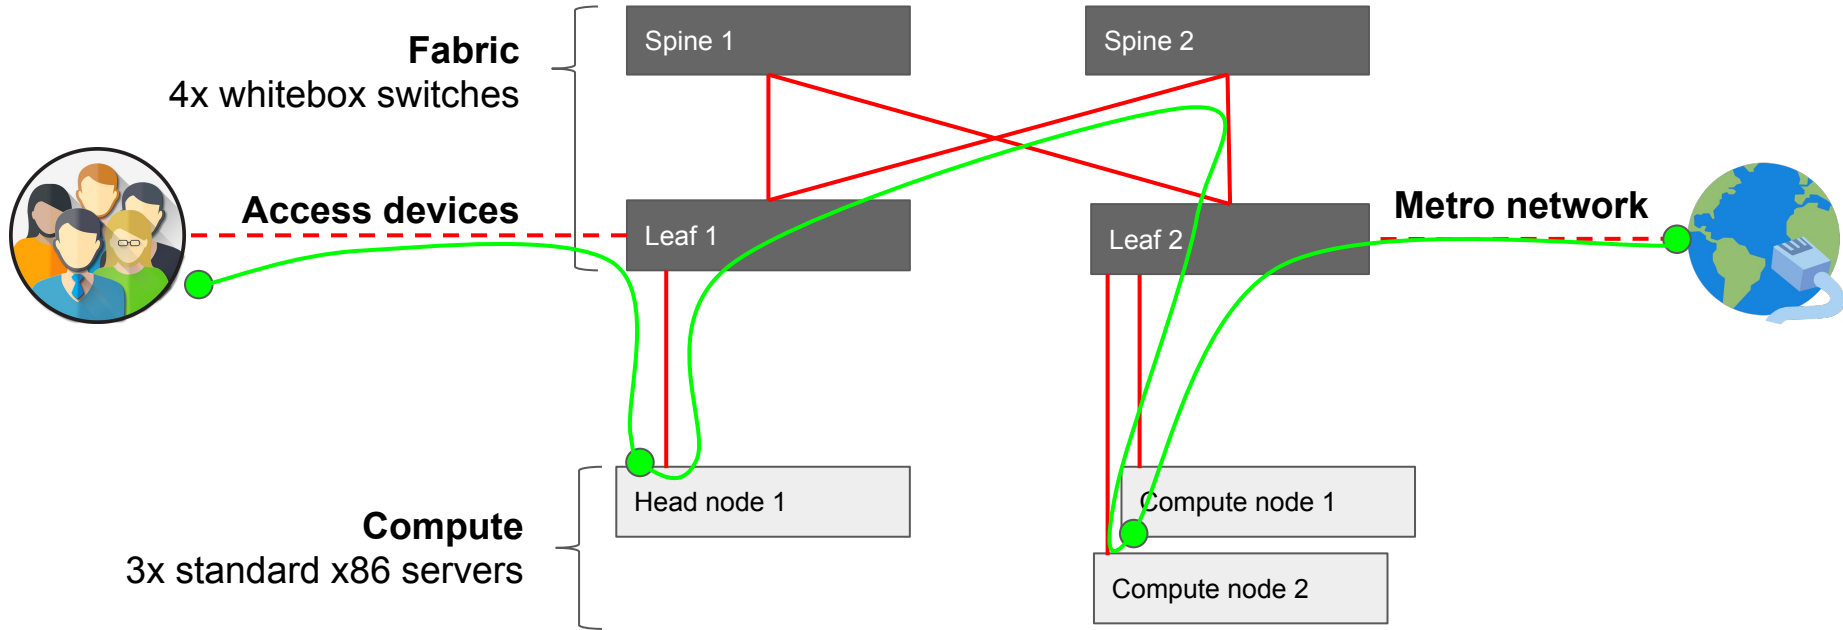 Fabric
4x whitebox switches
Spine 1
Spine 2
Access devices
Leaf 1
Leaf 2
Metro network
Compute
3x standard x86 servers
Head node 1
Compute node 1
Compute node 2